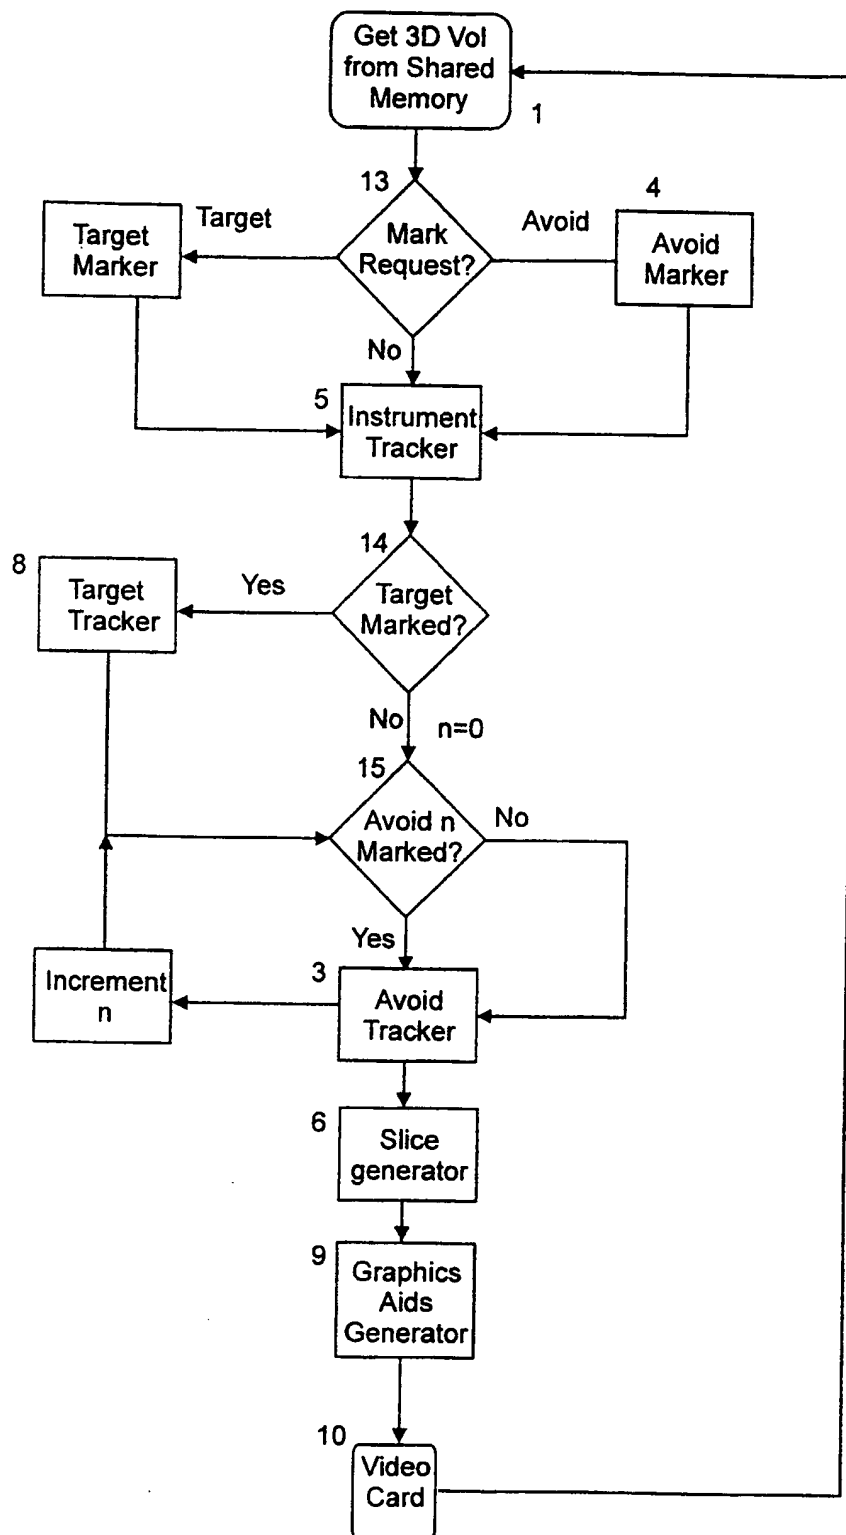 Get 3D Vol
from Shared
Memory
1
13
4
Target
Marker
Target
Mark
Request?
Avoid
Avoid
Marker
No
5
Instrument
Tracker
14
8
Target
Tracker
Yes
Target
Marked?
No
n=0
15
Avoid n
Marked?
No
Yes
Increment
n
3
Avoid
Tracker
6
Slice
generator
9
Graphics
Aids
Generator
10
Video
Card